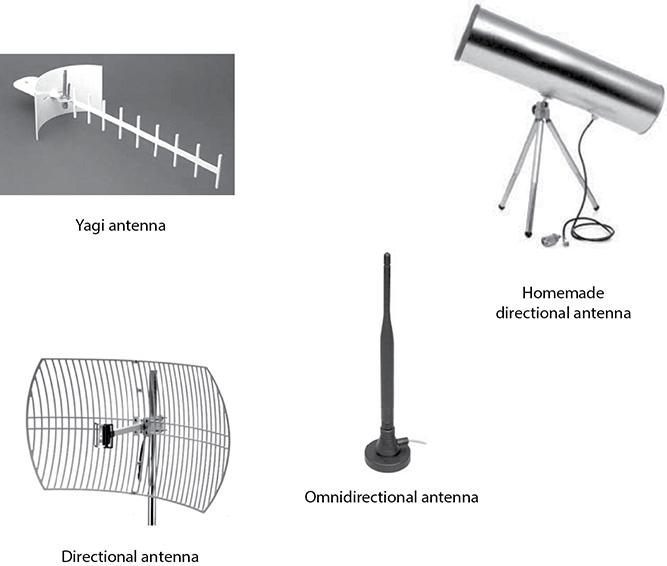 Yagi antenna
Homemade
directional antenna
Omnidirectional antenna
Directional antenna